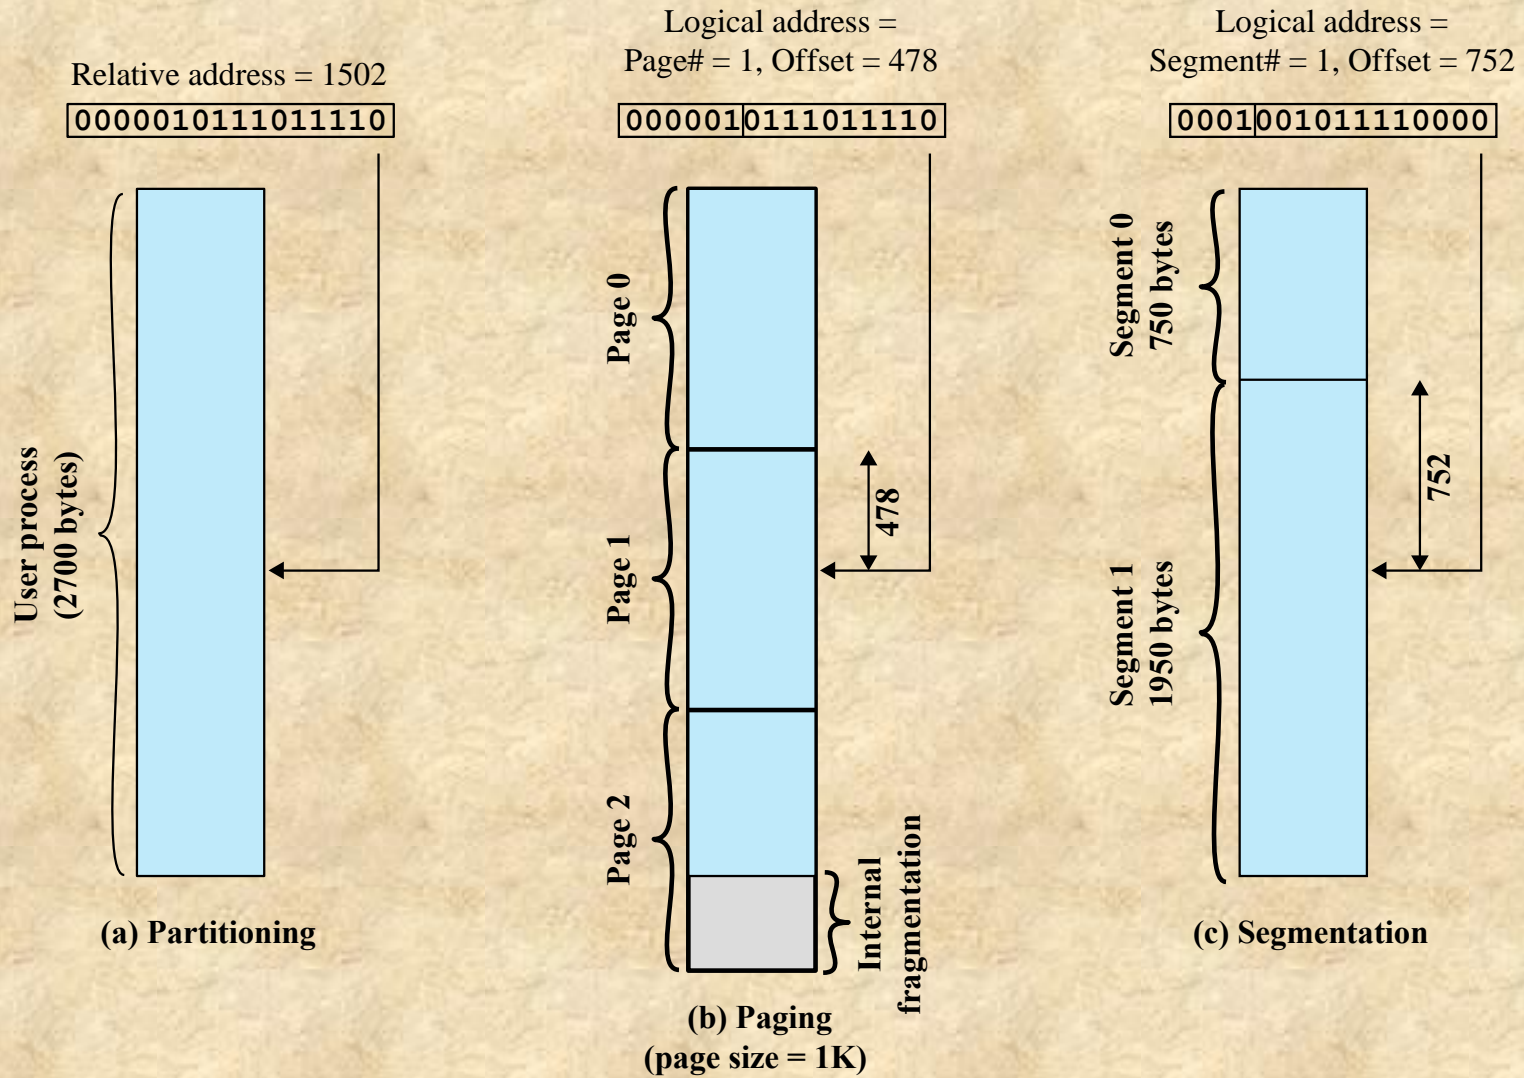 Relative address = 1502
0000010111011110
User process
(2700 bytes)
(a) Partitioning
Logical address =
Page# = 1, Offset = 478
0000010111011110
Page 0
Page 1
Page 2
478
Internal
fragmentation
(b) Paging
(page size = 1K)
Logical address =
Segment# = 1, Offset = 752
0001001011110000
Segment 0
750 bytes
Segment 1
1950 bytes
752
(c) Segmentation